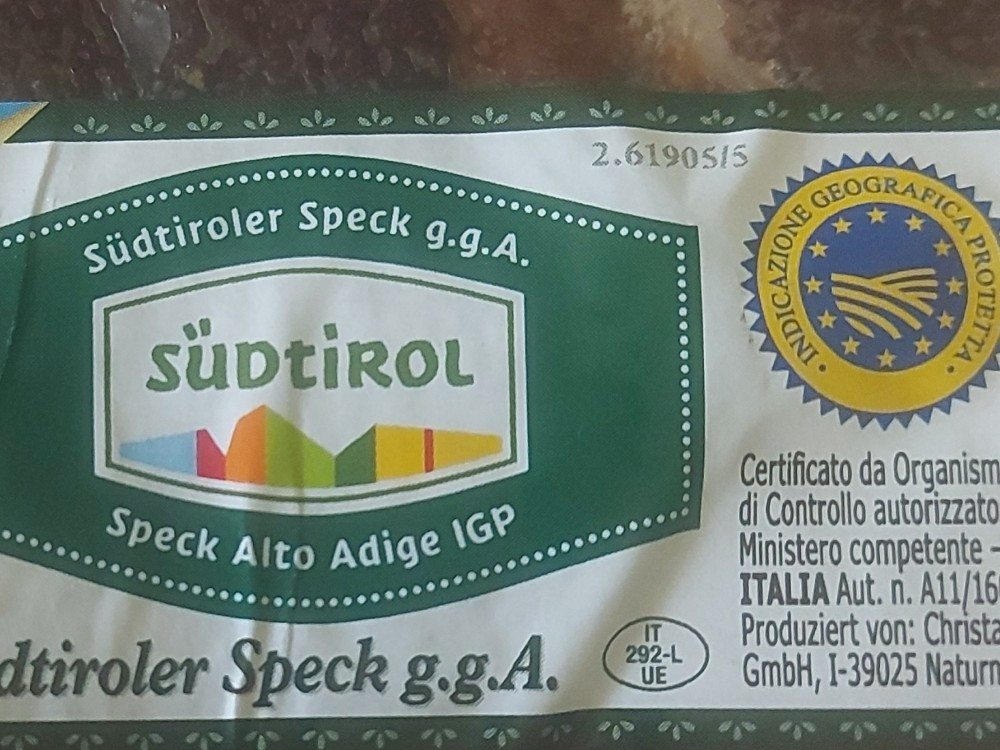 2.61905/5
Südtiroler Speck g.g.A.
SÜDtiROL
Speck Alto Adige IGP
dtiroler Speck g.g.A.
INDICAZIONE GEOGRAFICA PROTETTA
Certificato da Organism
di Controllo autorizzato
Ministero competente –
ITALIA Aut. n. A11/16
Produziert von: Christa
GmbH, I-39025 Naturn
IT
292-L
UE